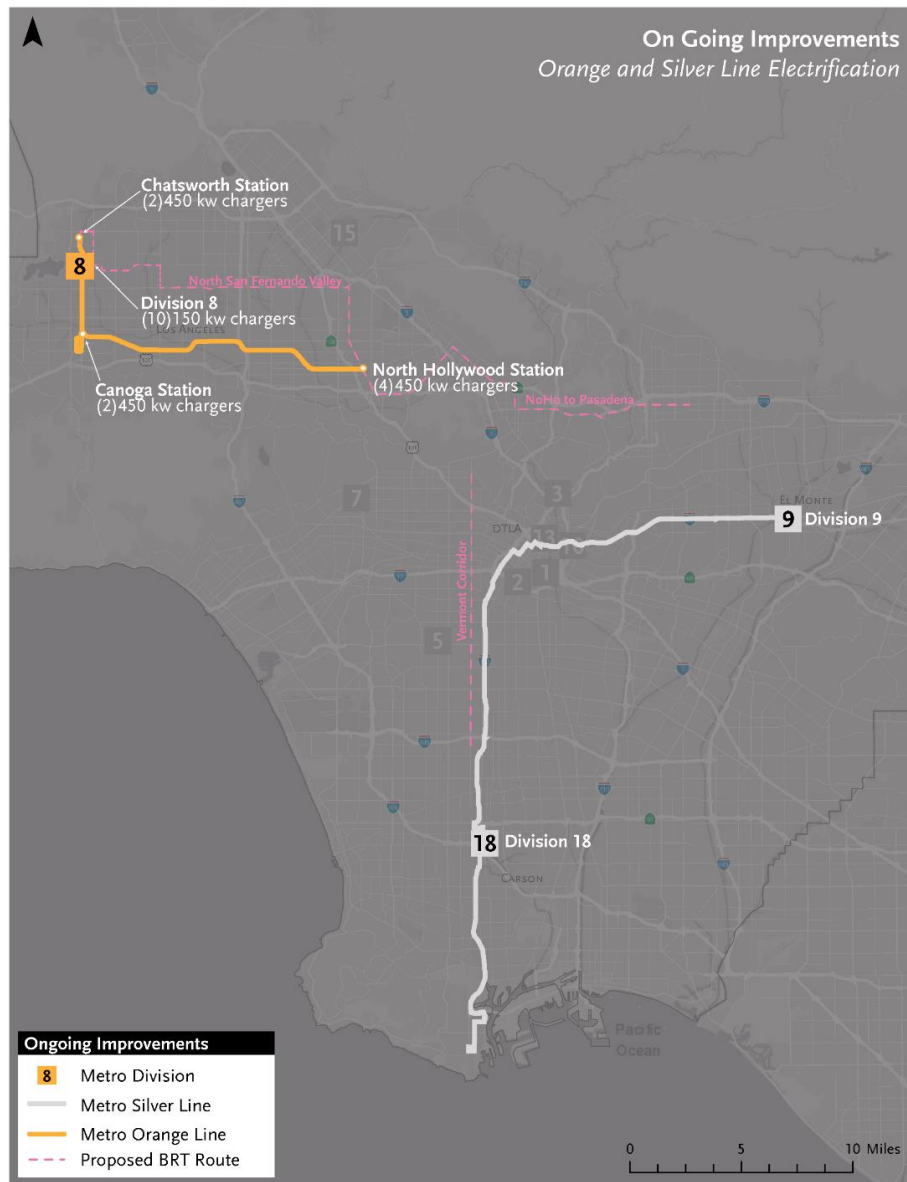 On Going Improvements
Orange and Silver Line Electrification
Chatsworth Station
(2)450 kw chargers
15
8
North San Fernando Valley
Division 8
(10)150 kw chargers
Los Angeles
North Hollywood Station
(4)450 kw chargers
Canoga Station
(2)450 kw chargers
NoHo to Pasadena
7
3
El Monte
DTLA
9 Division 9
2
1
Vermont Corridor
5
18 Division 18
Carson
Pacific
Ocean
Ongoing Improvements
8 Metro Division
Metro Silver Line
Metro Orange Line
Proposed BRT Route
0 5 10 Miles